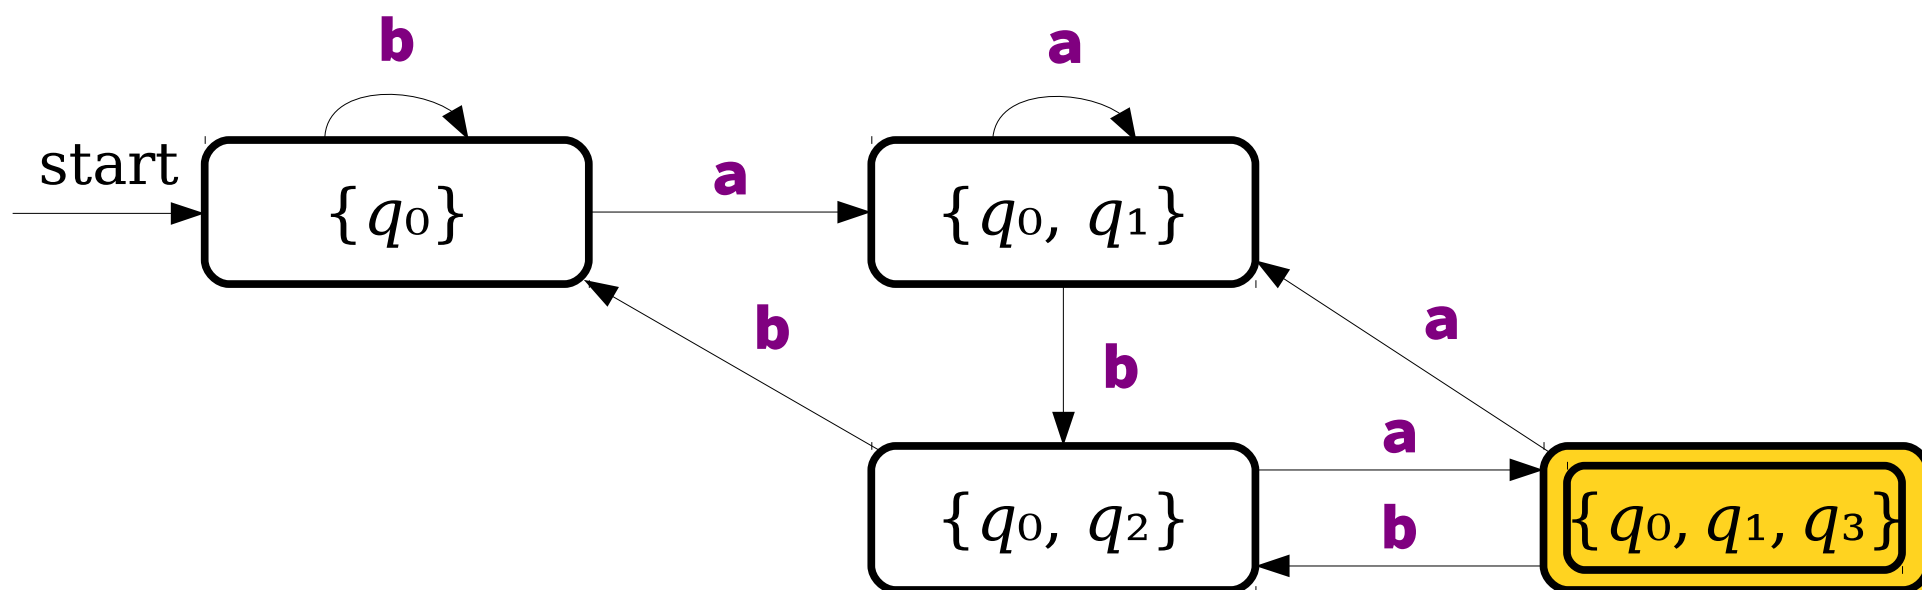 b
a
start
a
{q₀}
{q₀, q₁}
b
a
b
a
{q₀, q₂}
b
{q₀, q₁, q₃}